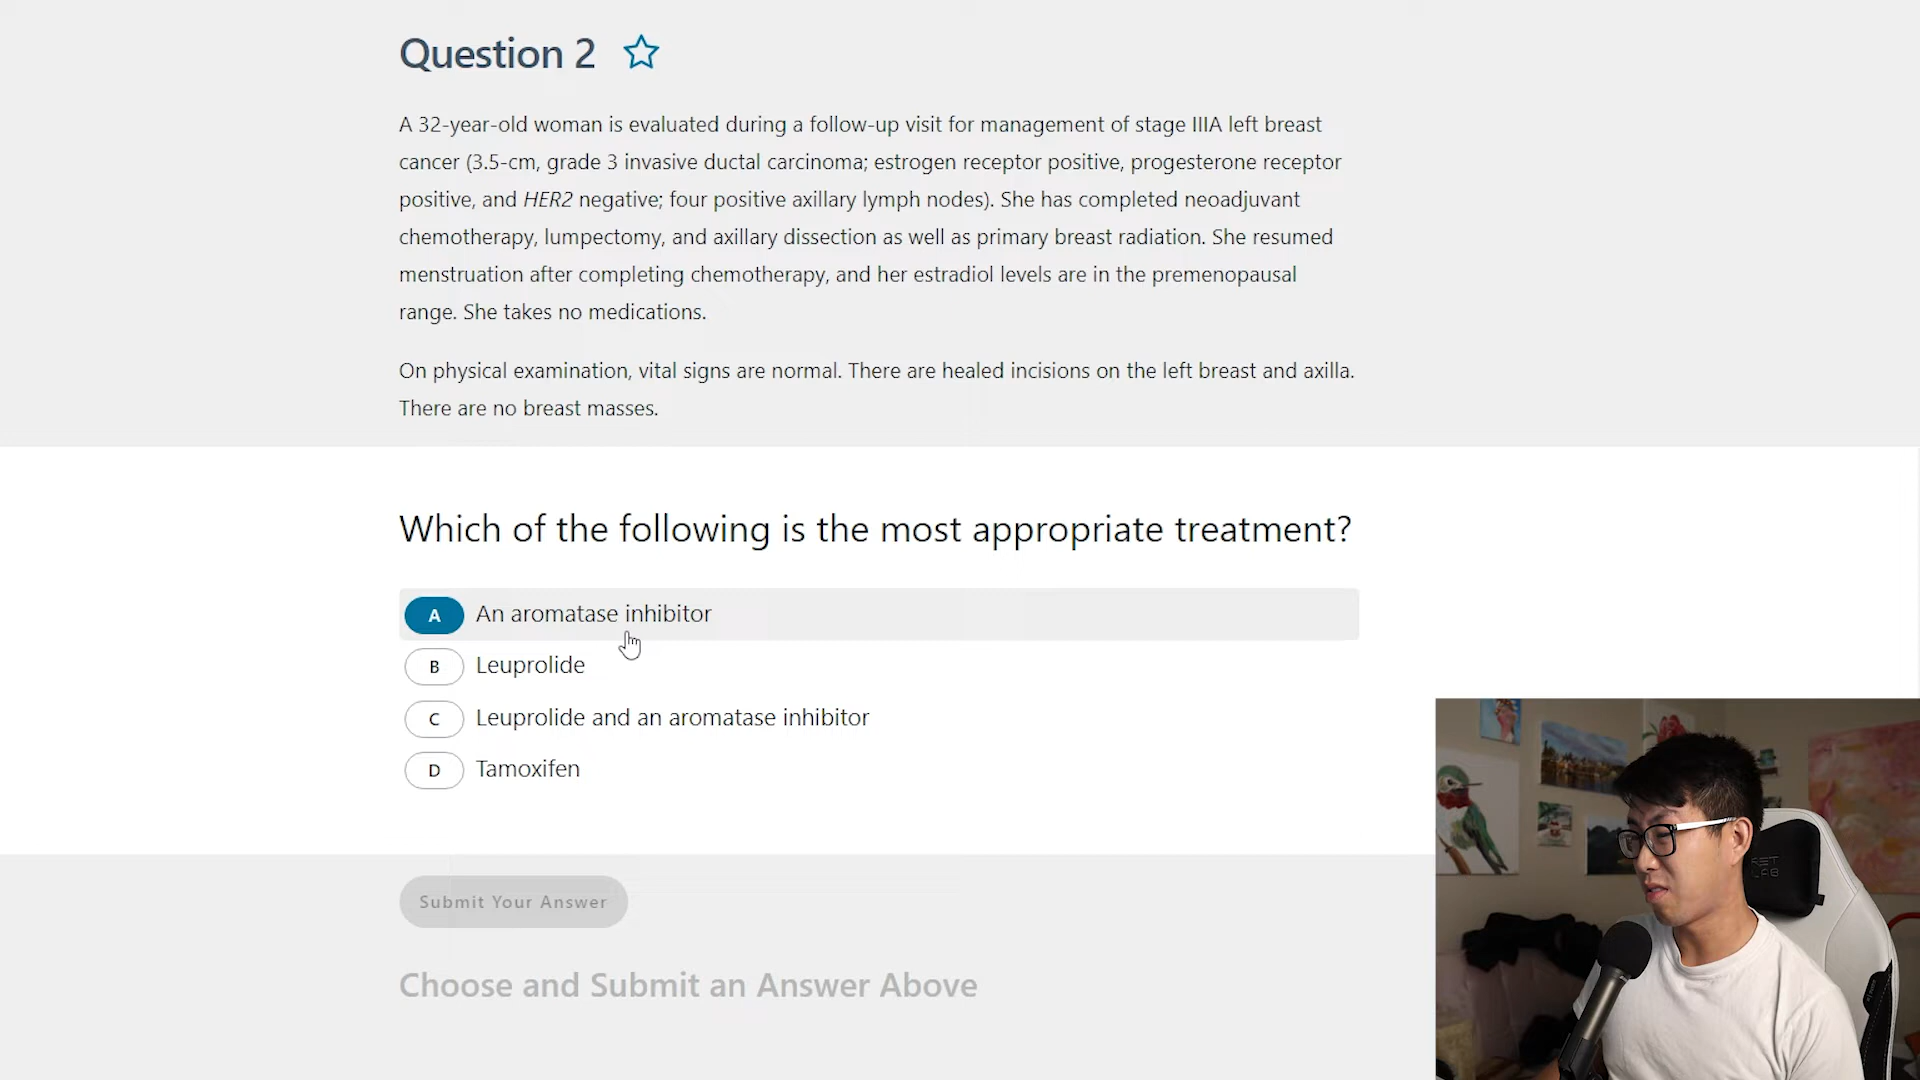 Question 2
A 32-year-old woman is evaluated during a follow-up visit for management of stage IIIA left breast
cancer (3.5-cm, grade 3 invasive ductal carcinoma; estrogen receptor positive, progesterone receptor
positive, and HER2 negative; four positive axillary lymph nodes). She has completed neoadjuvant
chemotherapy, lumpectomy, and axillary dissection as well as primary breast radiation. She resumed
menstruation after completing chemotherapy, and her estradiol levels are in the premenopausal
range. She takes no medications.
On physical examination, vital signs are normal. There are healed incisions on the left breast and axilla.
There are no breast masses.
Which of the following is the most appropriate treatment?
A An aromatase inhibitor
B Leuprolide
C Leuprolide and an aromatase inhibitor
D Tamoxifen
Submit Your Answer
Choose and Submit an Answer Above